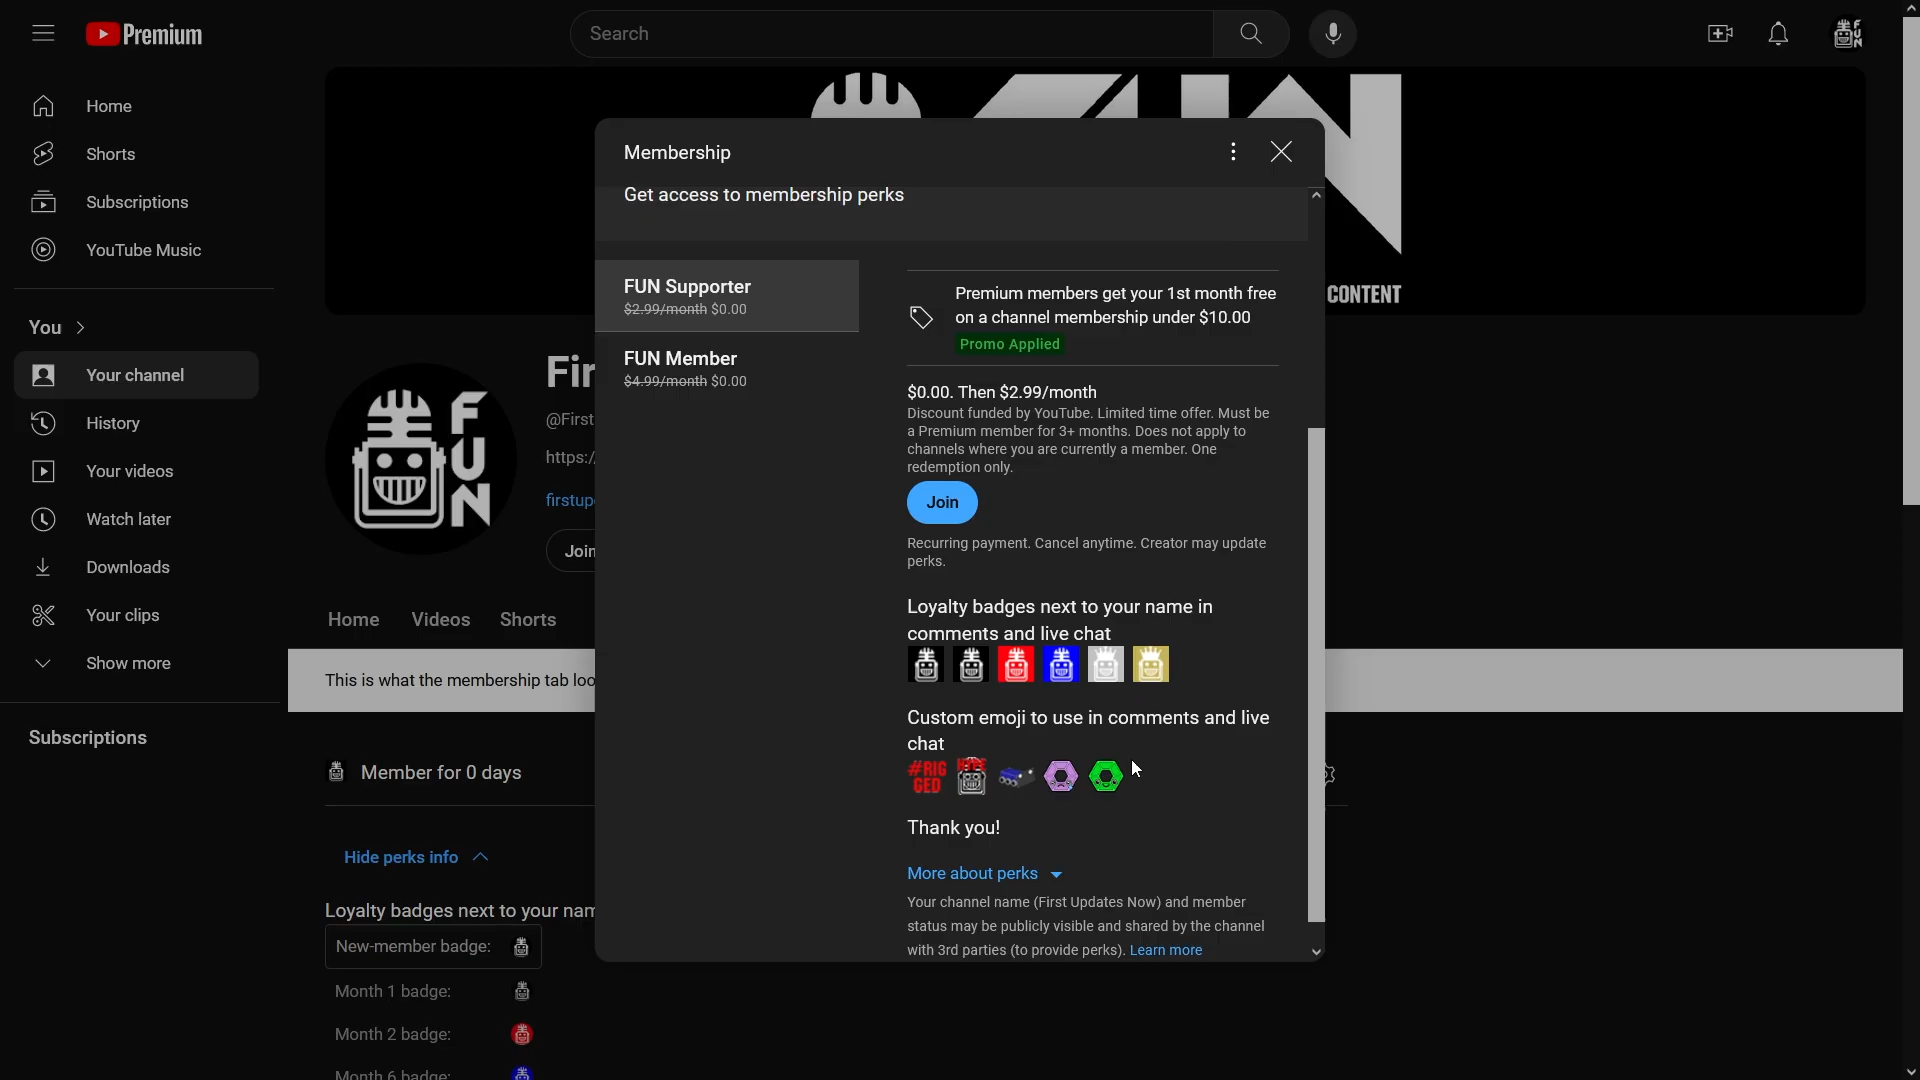 Premium
Search
FUN
Home
Shorts
Subscriptions
YouTube Music
CONTENT
You
Your channel
History
Your videos
Watch later
Downloads
Your clips
Show more
Subscriptions
FUN
Fir
@First
https:/
firstup
Join
Home Videos Shorts
This is what the membership tab loo
Member for 0 days
Hide perks info
Loyalty badges next to your nam
New-member badge:
Month 1 badge:
Month 2 badge:
Month 6 badge:
Membership
Get access to membership perks
FUN Supporter
$2.99/month $0.00
FUN Member
$4.99/month $0.00
Premium members get your 1st month free
on a channel membership under $10.00
Promo Applied
$0.00. Then $2.99/month
Discount funded by YouTube. Limited time offer. Must be
a Premium member for 3+ months. Does not apply to
channels where you are currently a member. One
redemption only.
Join
Recurring payment. Cancel anytime. Creator may update
perks.
Loyalty badges next to your name in
comments and live chat
Custom emoji to use in comments and live
chat
#RIG
GED
HYPE
Thank you!
More about perks
Your channel name (First Updates Now) and member
status may be publicly visible and shared by the channel
with 3rd parties (to provide perks). Learn more